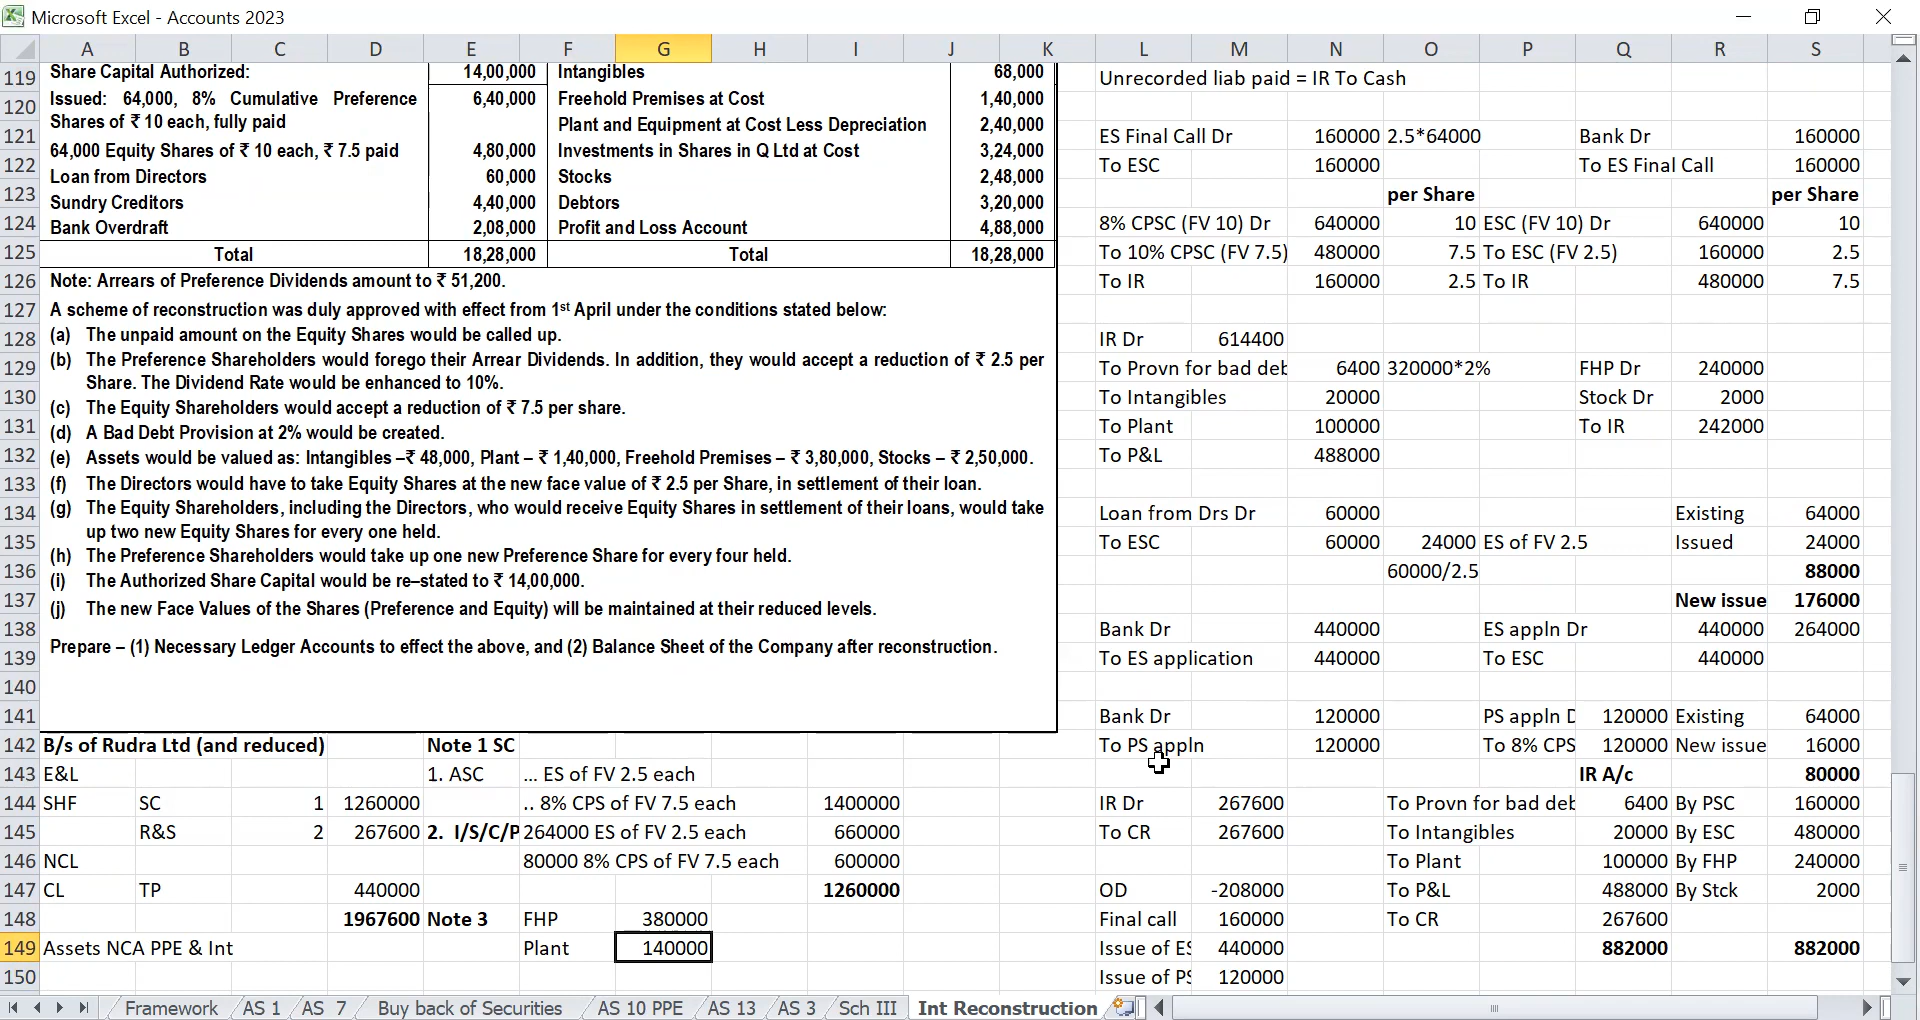 Microsoft Excel - Accounts 2023
A B C D E F G H I J K L M N O P Q R S
119 Share Capital Authorized: 14,00,000 Intangibles 68,000 Unrecorded liab paid = IR To Cash
120 Issued: 64,000, 8% Cumulative Preference 6,40,000 Freehold Premises at Cost 1,40,000
Shares of ₹ 10 each, fully paid Plant and Equipment at Cost Less Depreciation 2,40,000
121 ES Final Call Dr 160000 2.5*64000 Bank Dr 160000
122 64,000 Equity Shares of ₹ 10 each, ₹ 7.5 paid 4,80,000 Investments in Shares in Q Ltd at Cost 3,24,000 To ESC 160000 To ES Final Call 160000
Loan from Directors 60,000 Stocks 2,48,000
123 Sundry Creditors 4,40,000 Debtors 3,20,000 per Share per Share
124 Bank Overdraft 2,08,000 Profit and Loss Account 4,88,000 8% CPSC (FV 10) Dr 640000 10 ESC (FV 10) Dr 640000 10
125 Total 18,28,000 Total 18,28,000 To 10% CPSC (FV 7.5) 480000 7.5 To ESC (FV 2.5) 160000 2.5
126 Note: Arrears of Preference Dividends amount to ₹ 51,200. To IR 160000 2.5 To IR 480000 7.5
127 A scheme of reconstruction was duly approved with effect from 1st April under the conditions stated below:
128 (a) The unpaid amount on the Equity Shares would be called up. IR Dr 614400
129 (b) The Preference Shareholders would forego their Arrear Dividends. In addition, they would accept a reduction of ₹ 2.5 per To Provn for bad deb 6400 320000*2% FHP Dr 240000
Share. The Dividend Rate would be enhanced to 10%.
130 (c) The Equity Shareholders would accept a reduction of ₹ 7.5 per share. To Intangibles 20000 Stock Dr 2000
131 (d) A Bad Debt Provision at 2% would be created. To Plant 100000 To IR 242000
132 (e) Assets would be valued as: Intangibles –₹ 48,000, Plant – ₹ 1,40,000, Freehold Premises – ₹ 3,80,000, Stocks – ₹ 2,50,000. To P&L 488000
133 (f) The Directors would have to take Equity Shares at the new face value of ₹ 2.5 per Share, in settlement of their loan.
134 (g) The Equity Shareholders, including the Directors, who would receive Equity Shares in settlement of their loans, would take Loan from Drs Dr 60000 Existing 64000
135 up two new Equity Shares for every one held. To ESC 60000 24000 ES of FV 2.5 Issued 24000
136 (h) The Preference Shareholders would take up one new Preference Share for every four held. 60000/2.5 88000
(i) The Authorized Share Capital would be re–stated to ₹ 14,00,000.
137 (j) The new Face Values of the Shares (Preference and Equity) will be maintained at their reduced levels. New issue 176000
138 Bank Dr 440000 ES appln Dr 440000 264000
139 Prepare – (1) Necessary Ledger Accounts to effect the above, and (2) Balance Sheet of the Company after reconstruction. To ES application 440000 To ESC 440000
140
141 Bank Dr 120000 PS appln D 120000 Existing 64000
142 B/s of Rudra Ltd (and reduced) Note 1 SC To PS appln 120000 To 8% CPS 120000 New issue 16000
143 E&L 1. ASC ... ES of FV 2.5 each IR A/c 80000
144 SHF SC 1 1260000 .. 8% CPS of FV 7.5 each 1400000 IR Dr 267600 To Provn for bad deb 6400 By PSC 160000
145 R&S 2 267600 2. I/S/C/P 264000 ES of FV 2.5 each 660000 To CR 267600 To Intangibles 20000 By ESC 480000
146 NCL 80000 8% CPS of FV 7.5 each 600000 To Plant 100000 By FHP 240000
147 CL TP 440000 1260000 OD -208000 To P&L 488000 By Stck 2000
148 1967600 Note 3 FHP 380000 Final call 160000 To CR 267600
149 Assets NCA PPE & Int Plant 140000 Issue of ES 440000 882000 882000
150 Issue of PS 120000
Framework AS 1 AS 7 Buy back of Securities AS 10 PPE AS 13 AS 3 Sch III Int Reconstruction